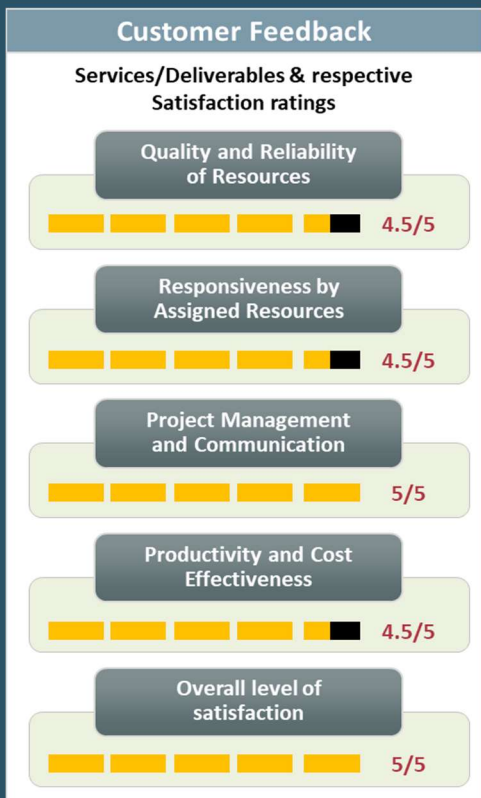 Customer Feedback
Services/Deliverables & respective
Satisfaction ratings
Quality and Reliability
of Resources
4.5/5
Responsiveness by
Assigned Resources
4.5/5
Project Management
and Communication
5/5
Productivity and Cost
Effectiveness
4.5/5
Overall level of
satisfaction
5/5